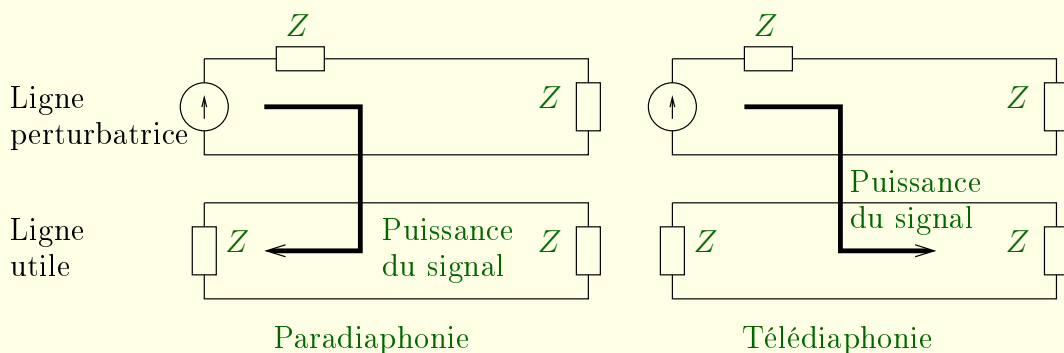 Z
Z
Ligne
perturbatrice
Z
Z
Puissance
du signal
Ligne
utile
Z
Puissance
du signal
Z
Z
Z
Paradiaphonie
Télédiaphonie